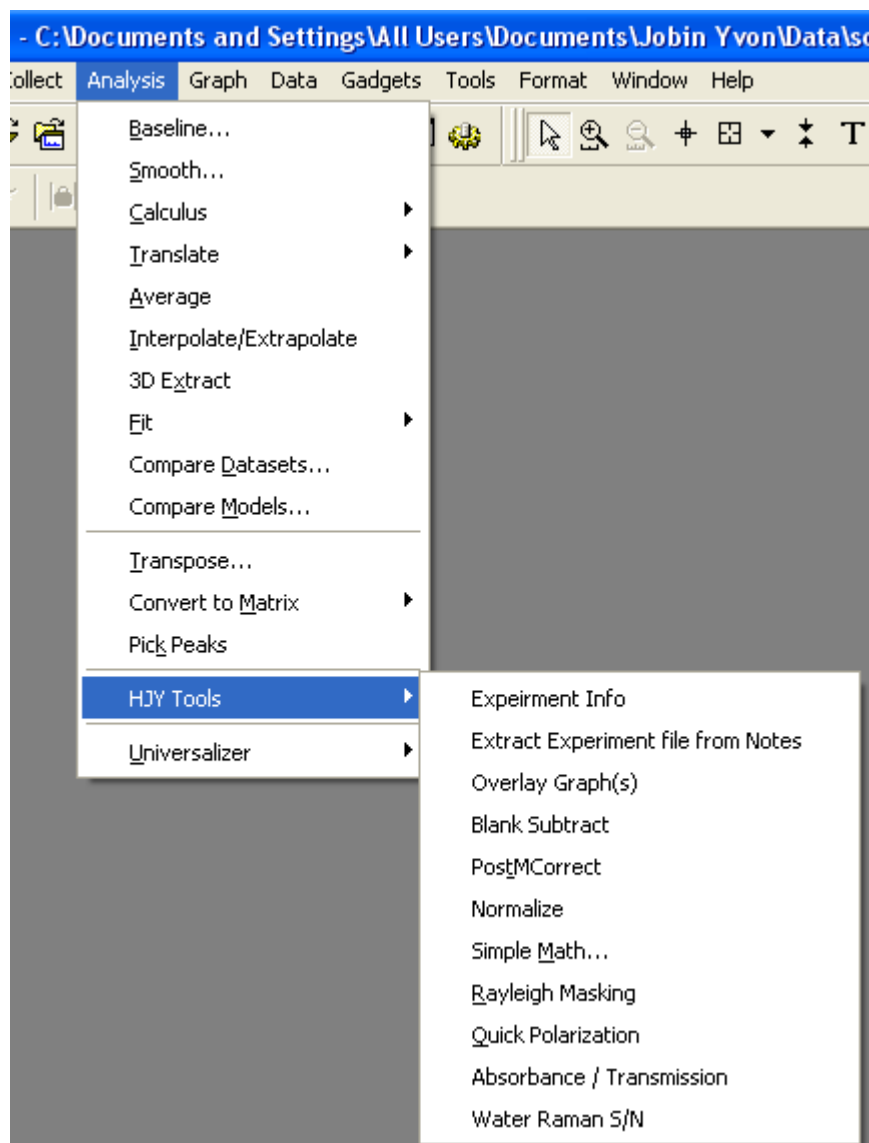 - C:\Documents and Settings\All Users\Documents\Jobin Yvon\Data\so
ollect Analysis Graph Data Gadgets Tools Format Window Help
T
Baseline...
Smooth...
Calculus
Translate
Average
Interpolate/Extrapolate
3D Extract
Fit
Compare Datasets...
Compare Models...
Transpose...
Convert to Matrix
Pick Peaks
HJY Tools
Universalizer
Expeirment Info
Extract Experiment file from Notes
Overlay Graph(s)
Blank Subtract
PostMCorrect
Normalize
Simple Math...
Rayleigh Masking
Quick Polarization
Absorbance / Transmission
Water Raman S/N